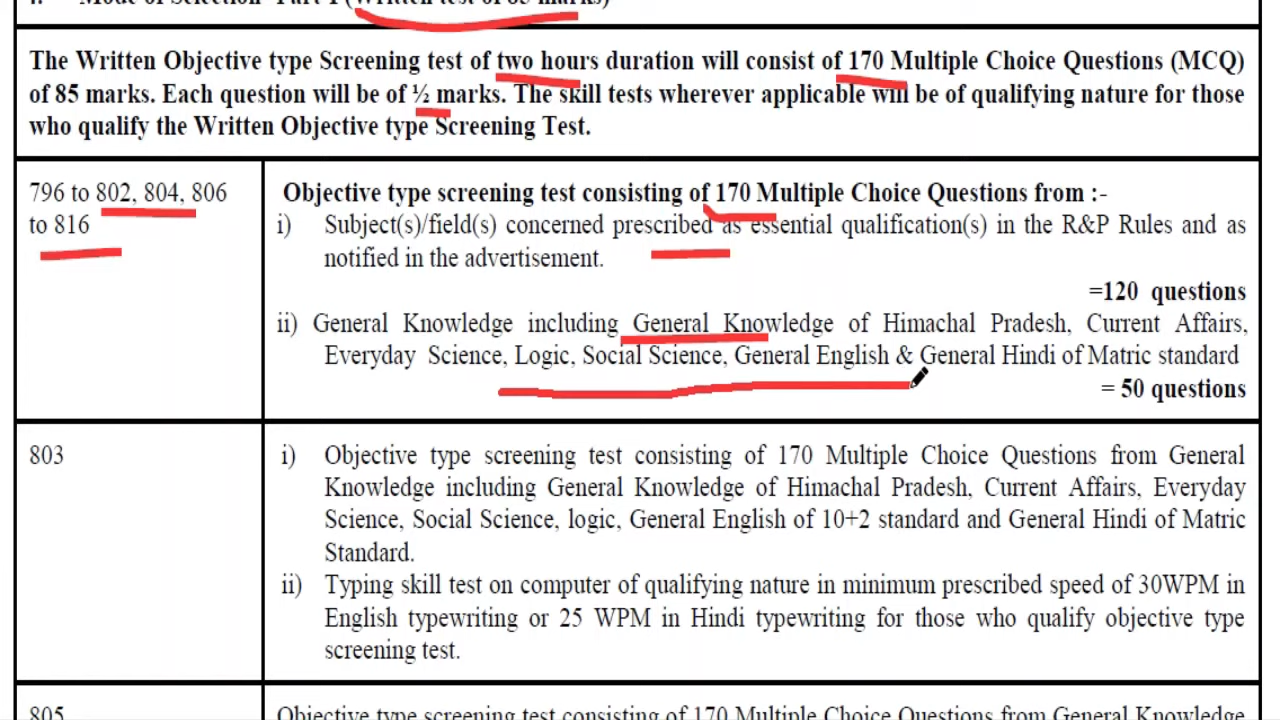 Mode of Selection Part-I (Written test of 85 marks)
The Written Objective type Screening test of two hours duration will consist of 170 Multiple Choice Questions (MCQ)
of 85 marks. Each question will be of ½ marks. The skill tests wherever applicable will be of qualifying nature for those
who qualify the Written Objective type Screening Test.
796 to 802, 804, 806
to 816
Objective type screening test consisting of 170 Multiple Choice Questions from :-
i) Subject(s)/field(s) concerned prescribed as essential qualification(s) in the R&P Rules and as
notified in the advertisement.
=120 questions
ii) General Knowledge including General Knowledge of Himachal Pradesh, Current Affairs,
Everyday Science, Logic, Social Science, General English & General Hindi of Matric standard
= 50 questions
803
i) Objective type screening test consisting of 170 Multiple Choice Questions from General
Knowledge including General Knowledge of Himachal Pradesh, Current Affairs, Everyday
Science, Social Science, logic, General English of 10+2 standard and General Hindi of Matric
Standard.
ii) Typing skill test on computer of qualifying nature in minimum prescribed speed of 30WPM in
English typewriting or 25 WPM in Hindi typewriting for those who qualify objective type
screening test.
805
Objective type screening test consisting of 170 Multiple Choice Questions from General Knowledge